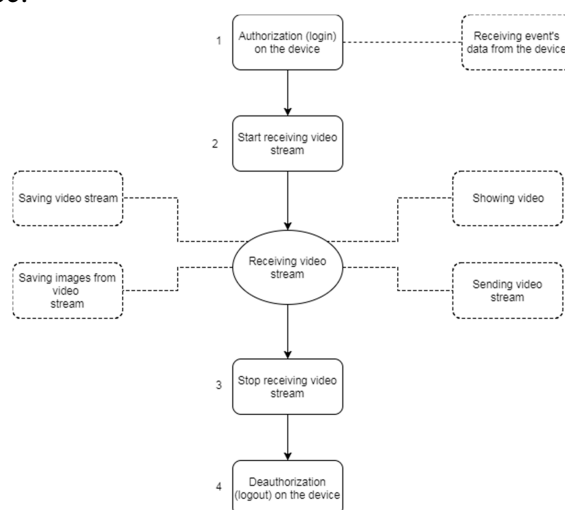 1
Authorization (login)
on the device
Receiving event's
data from the device
2
Start receiving video
stream
Saving video stream
Showing video
Receiving video
stream
Saving images from
video
stream
Sending video
stream
3
Stop receiving video
stream
4
Deauthorization
(logout) on the device